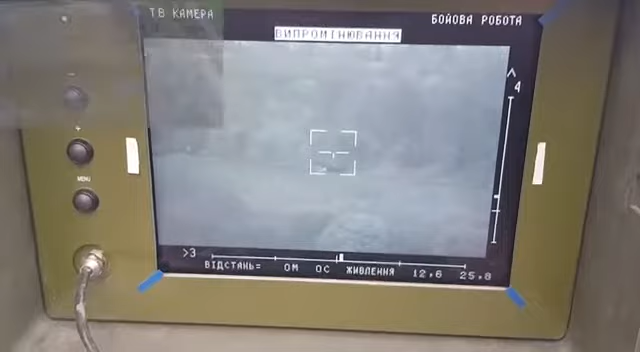 ТВ КАМЕРА
БОЙОВА РОБОТА
ВИПРОМІНЮВАННЯ
^
4
+
MENU
>3
ВІДСТАНЬ= 0М 0С ЖИВЛЕННЯ 12,6 25,8